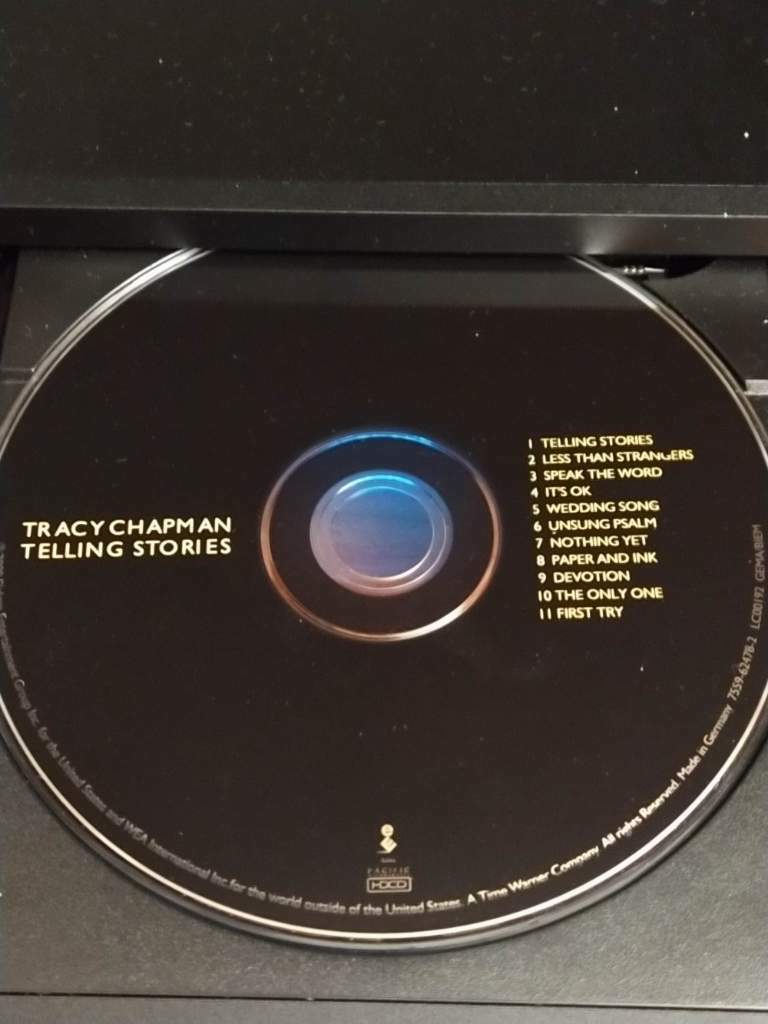 TRACY CHAPMAN
TELLING STORIES
1 TELLING STORIES
2 LESS THAN STRANGERS
3 SPEAK THE WORD
4 IT'S OK
5 WEDDING SONG
6 UNSUNG PSALM
7 NOTHING YET
8 PAPER AND INK
9 DEVOTION
10 THE ONLY ONE
11 FIRST TRY
PACIFIC
HDCD
Entertainment Group Inc. for the United States and WEA International Inc. for the world outside of the United States. A Time Warner Company. All rights Reserved. Made in Germany 7559-62478-2 LC00192 GEMA/BIEM